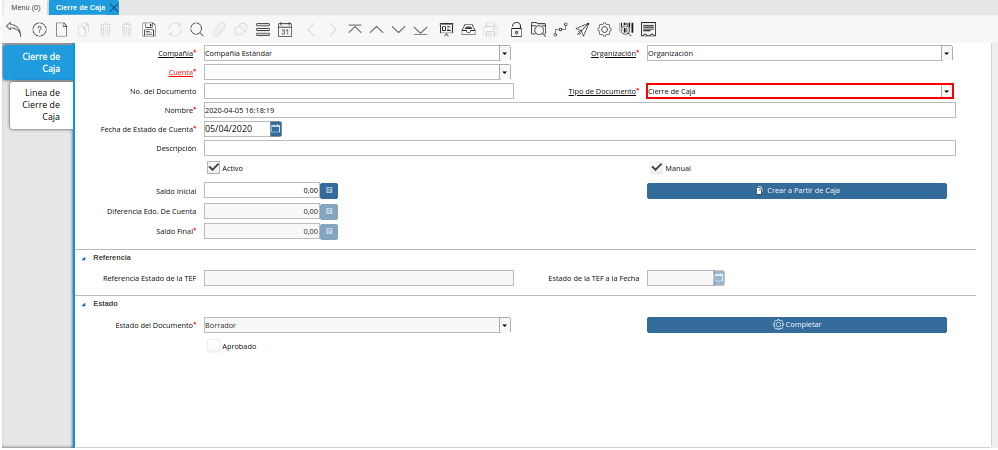 Menú (0) Cierre de Caja
31
Cierre de
Caja
Linea de
Cierre de
Caja
Compañía* Compañía Estándar Organización* Organización
Cuenta*
No. del Documento Tipo de Documento* Cierre de Caja
Nombre* 2020-04-05 16:18:19
Fecha de Estado de Cuenta* 05/04/2020
Descripción
Activo Manual
Saldo Inicial 0,00 Crear a Partir de Caja
Diferencia Edo. De Cuenta 0,00
Saldo Final* 0,00
Referencia
Referencia Estado de la TEF Estado de la TEF a la Fecha
Estado
Estado del Documento* Borrador Completar
Aprobado